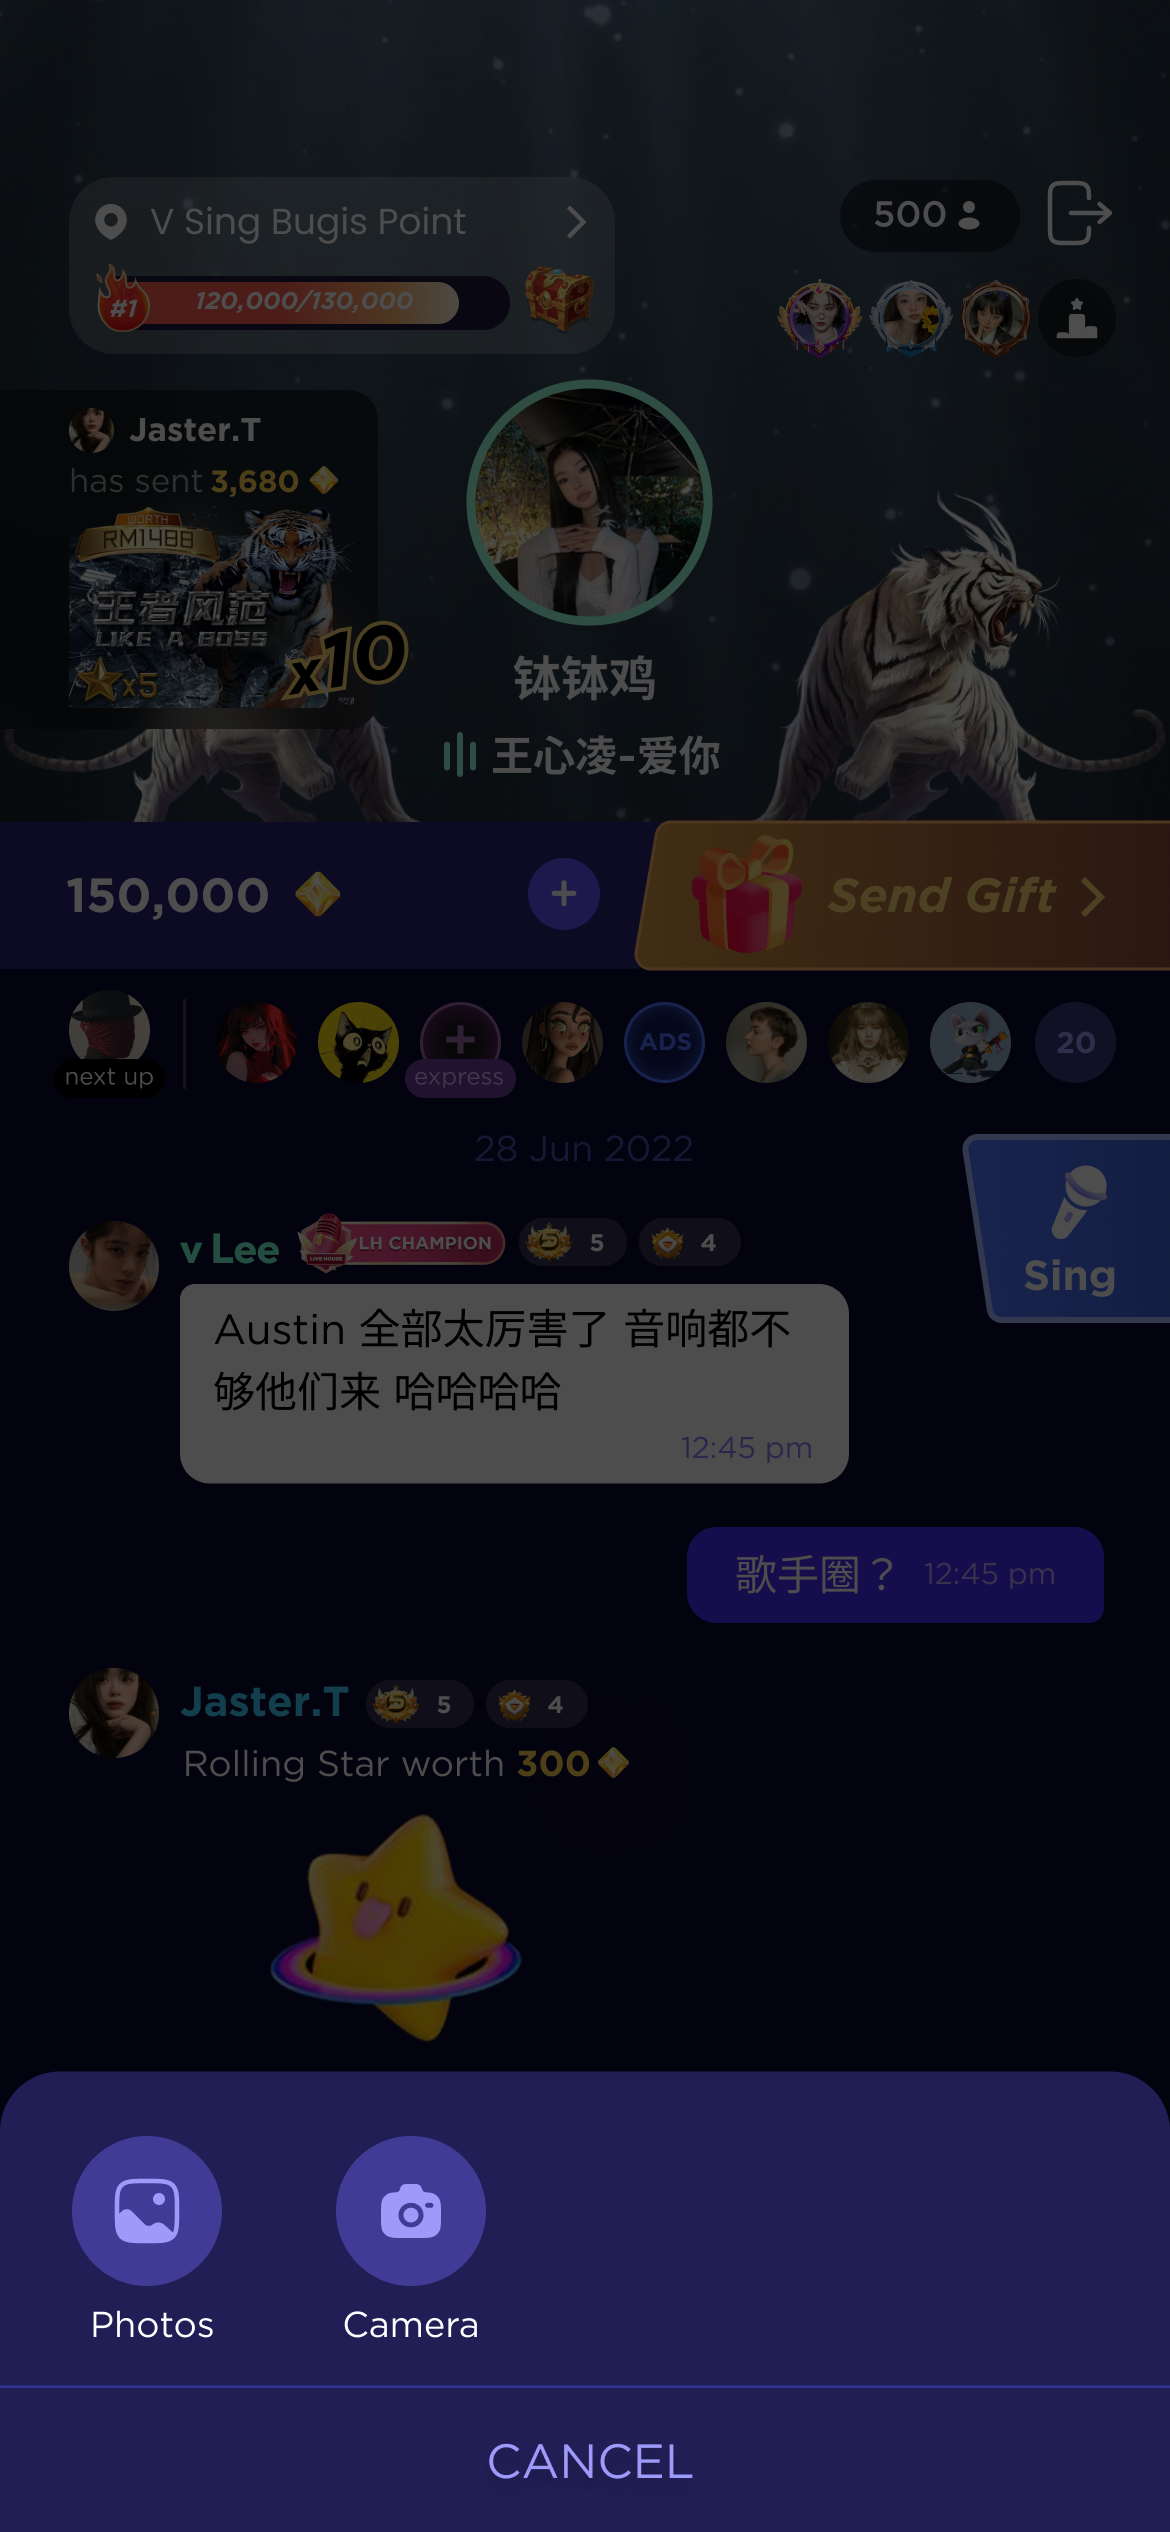 V Sing Bugis Point
500
#1
120,000/130,000
Jaster.T
has sent 3,680
WORTH
RM1488
王者风范
LIKE A BOSS
x5
x10
钵钵鸡
王心凌-爱你
150,000
+
Send Gift
next up
+
express
ADS
20
28 Jun 2022
Sing
v Lee
LIVE HOUSE
LH CHAMPION
5
4
Austin 全部太厉害了 音响都不
够他们来 哈哈哈哈
12:45 pm
歌手圈？ 12:45 pm
Jaster.T
5
4
Rolling Star worth 300
Photos
Camera
CANCEL